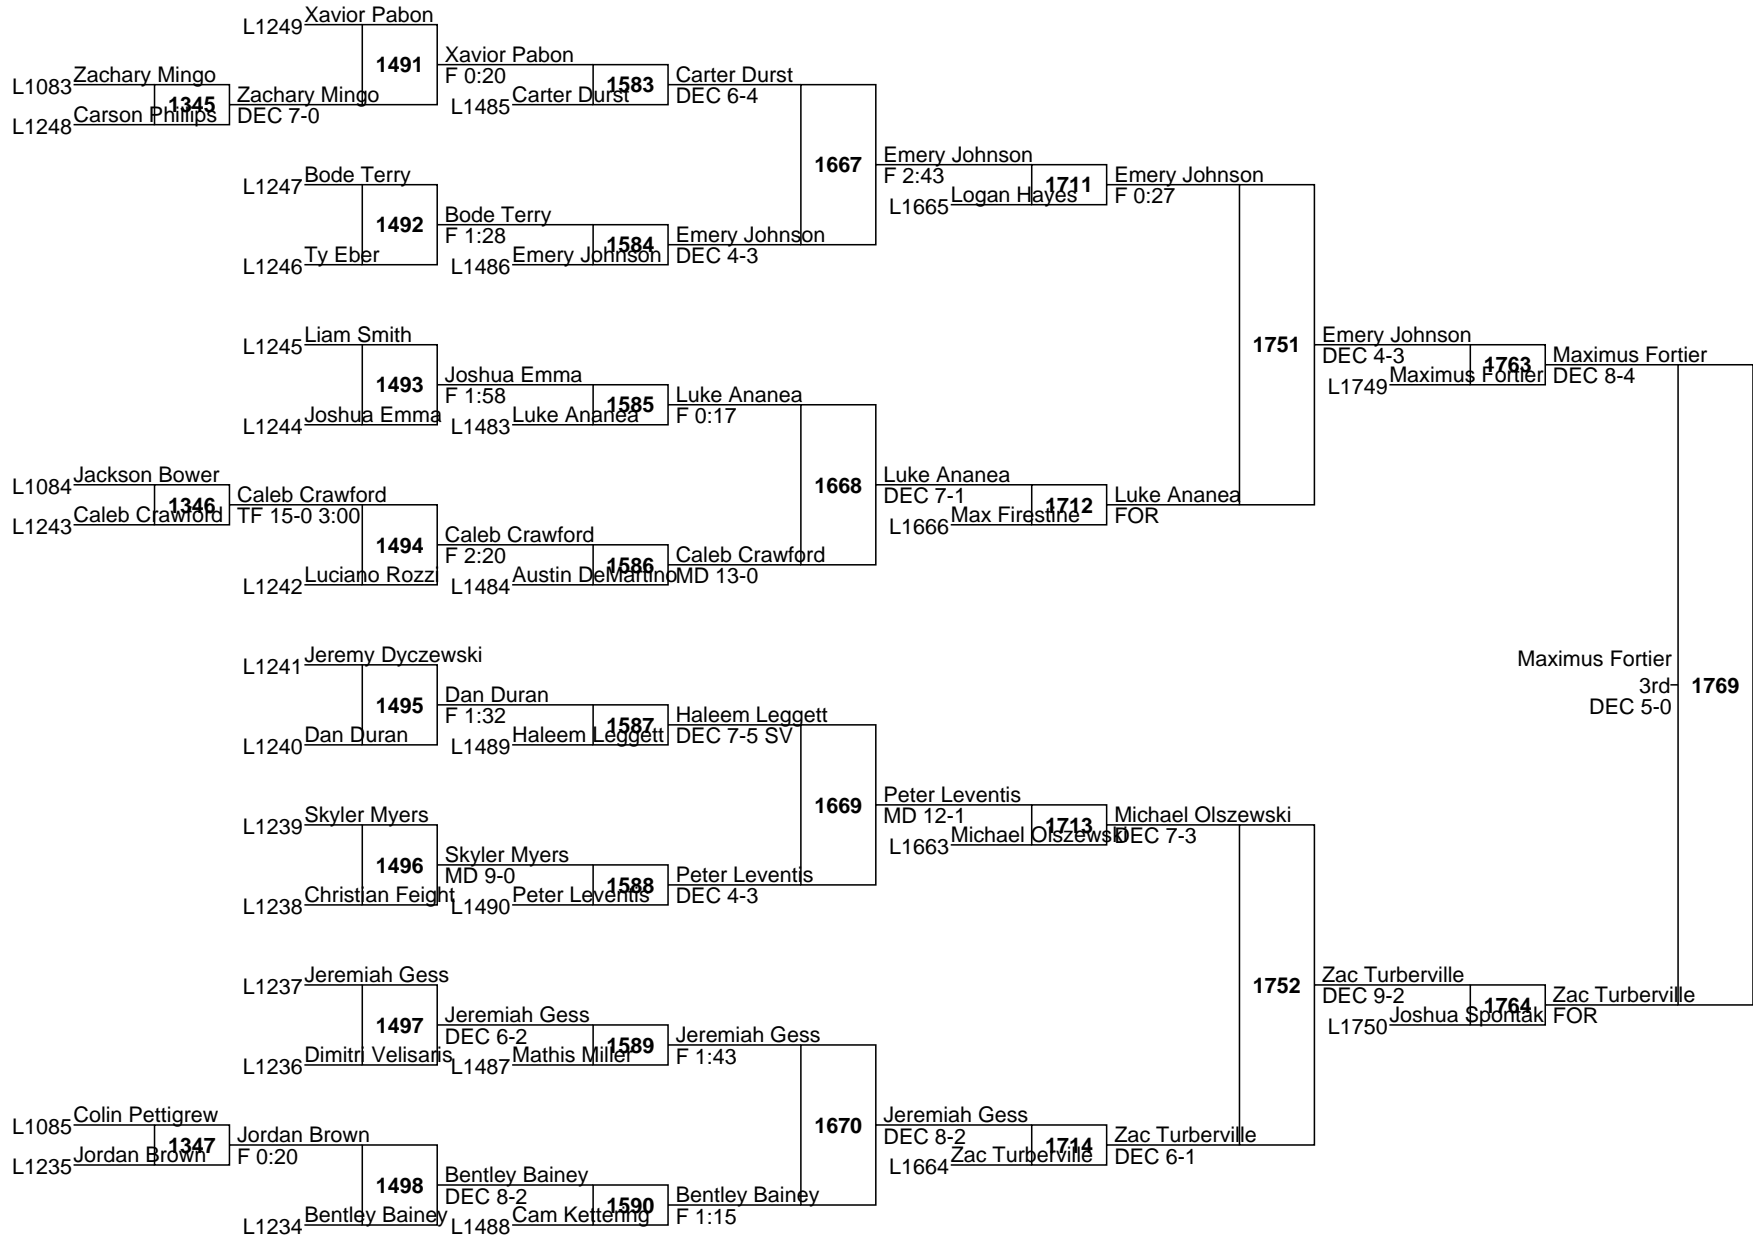 Xavior Pabon
L1249
1491
Xavior Pabon
F 0:20
Zachary Mingo
L1083
1345
Carson Phillips
L1248
Zachary Mingo
DEC 7-0
1583
L1485
Carter Durst
Carter Durst
DEC 6-4
1667
Bode Terry
L1247
1492
Ty Eber
L1246
Bode Terry
F 1:28
1584
L1486
Emery Johnson
Emery Johnson
DEC 4-3
Emery Johnson
F 2:43
1711
L1665
Logan Hayes
Emery Johnson
F 0:27
1751
Liam Smith
L1245
1493
Joshua Emma
L1244
Joshua Emma
F 1:58
1585
L1483
Luke Ananea
Luke Ananea
F 0:17
1668
Jackson Bower
L1084
1346
Caleb Crawford
L1243
Caleb Crawford
TF 15-0 3:00
1494
Luciano Rozzi
L1242
Caleb Crawford
F 2:20
1586
L1484
Austin DeMartino
Caleb Crawford
MD 13-0
Luke Ananea
DEC 7-1
1712
L1666
Max Firestine
Luke Ananea
FOR
Emery Johnson
DEC 4-3
1763
L1749
Maximus Fortier
Maximus Fortier
DEC 8-4
Jeremy Dyczewski
L1241
1495
Dan Duran
L1240
Dan Duran
F 1:32
1587
L1489
Haleem Leggett
Haleem Leggett
DEC 7-5 SV
1669
Skyler Myers
L1239
1496
Christian Feight
L1238
Skyler Myers
MD 9-0
1588
L1490
Peter Leventis
Peter Leventis
DEC 4-3
Peter Leventis
MD 12-1
1713
L1663
Michael Olszewski
Michael Olszewski
DEC 7-3
1752
Jeremiah Gess
L1237
1497
Dimitri Velisaris
L1236
Jeremiah Gess
DEC 6-2
1589
L1487
Mathis Miller
Jeremiah Gess
F 1:43
1670
Colin Pettigrew
L1085
1347
Jordan Brown
L1235
Jordan Brown
F 0:20
1498
Bentley Bainey
L1234
Bentley Bainey
DEC 8-2
1590
L1488
Cam Kettering
Bentley Bainey
F 1:15
Jeremiah Gess
DEC 8-2
1714
L1664
Zac Turberville
Zac Turberville
DEC 6-1
Zac Turberville
DEC 9-2
1764
L1750
Joshua Spontak
Zac Turberville
FOR
Maximus Fortier
3rd
DEC 5-0
1769